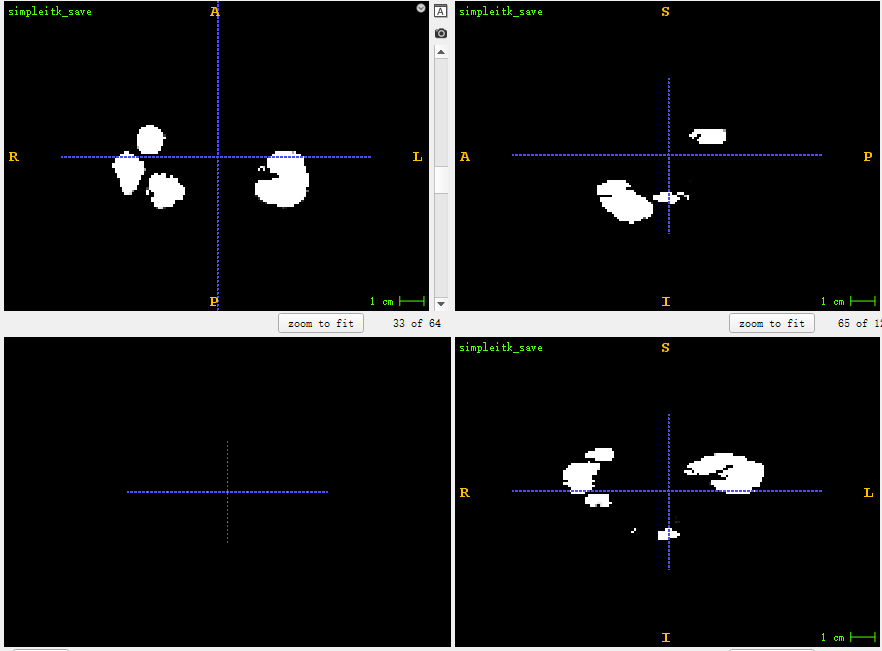 simpleitk_save
A
R
L
P
1 cm
zoom to fit
33 of 64
A
simpleitk_save
S
A
P
I
1 cm
zoom to fit
65 of 12
simpleitk_save
S
R
L
I
1 cm